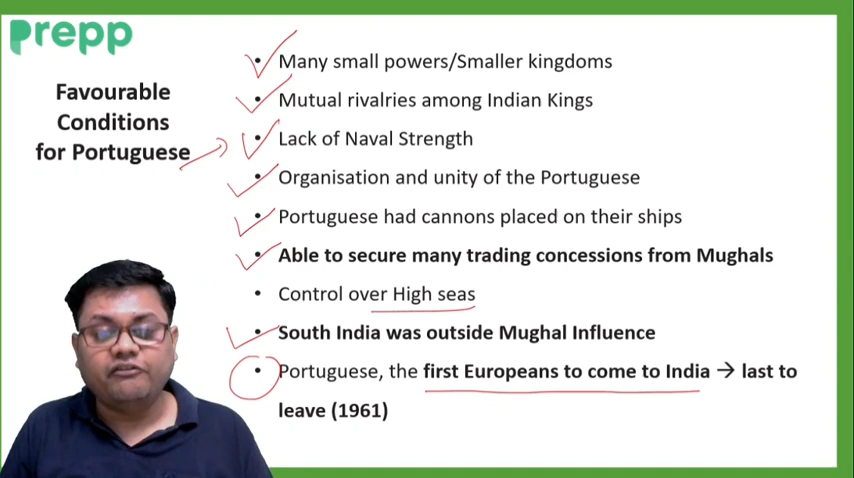 prepp
Favourable
Conditions
for Portuguese
• Many small powers/Smaller kingdoms
• Mutual rivalries among Indian Kings
• Lack of Naval Strength
• Organisation and unity of the Portuguese
• Portuguese had cannons placed on their ships
• Able to secure many trading concessions from Mughals
• Control over High seas
• South India was outside Mughal Influence
• Portuguese, the first Europeans to come to India → last to
leave (1961)